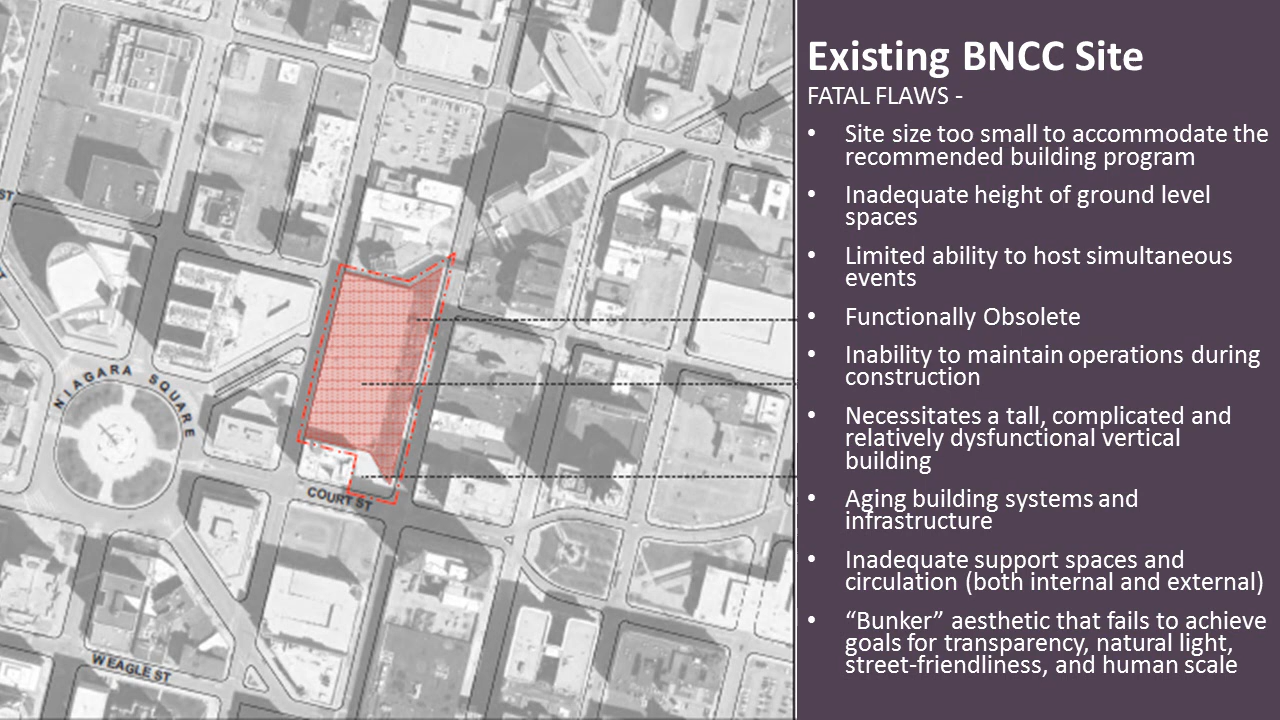 Existing BNCC Site
FATAL FLAWS -
• Site size too small to accommodate the
recommended building program
• Inadequate height of ground level
spaces
• Limited ability to host simultaneous
events
• Functionally Obsolete
• Inability to maintain operations during
construction
• Necessitates a tall, complicated and
relatively dysfunctional vertical
building
• Aging building systems and
infrastructure
• Inadequate support spaces and
circulation (both internal and external)
• “Bunker” aesthetic that fails to achieve
goals for transparency, natural light,
street-friendliness, and human scale
ST
NIAGARA SQUARE
COURT ST
W EAGLE ST